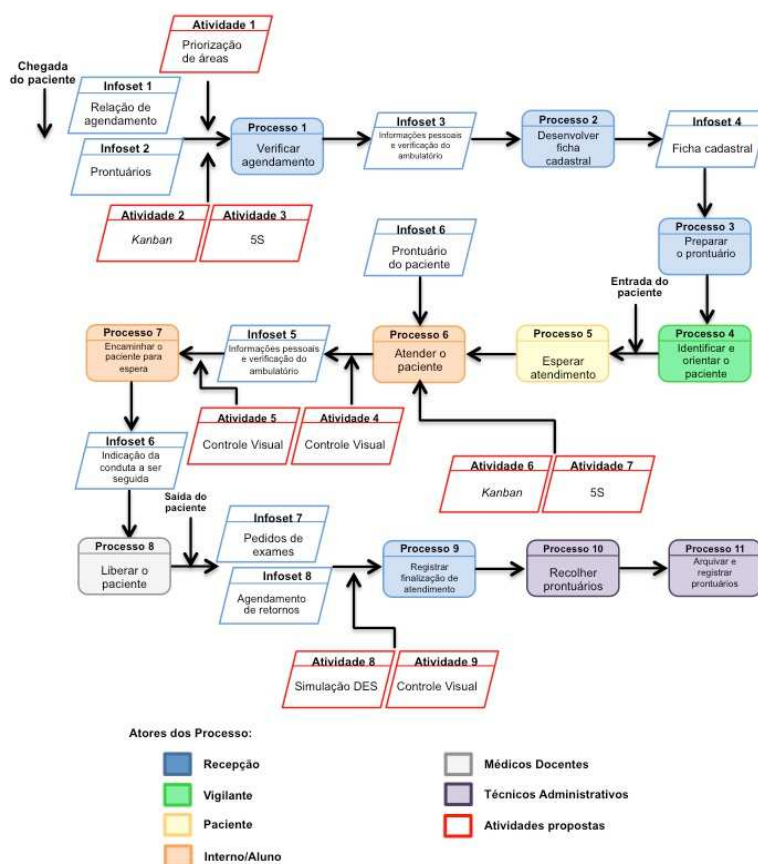 Atividade 1
Priorização
de áreas
Chegada
do paciente
Infoset 1
Relação de
agendamento
Infoset 2
Prontuários
Processo 1
Verificar
agendamento
Infoset 3
Informações pessoais
e verificação do
ambulatório
Processo 2
Desenvolver
ficha
cadastral
Infoset 4
Ficha cadastral
Atividade 2
Kanban
Atividade 3
5S
Infoset 6
Prontuário
do paciente
Processo 3
Preparar
o prontuário
Entrada do
paciente
Processo 7
Encaminhar o
paciente para
espera
Infoset 5
Informações pessoais
e verificação do
ambulatório
Processo 6
Atender o
paciente
Processo 5
Esperar
atendimento
Processo 4
Identificar e
orientar o
paciente
Atividade 5
Controle Visual
Atividade 4
Controle Visual
Atividade 6
Kanban
Atividade 7
5S
Infoset 6
Indicação da
conduta a ser
seguida
Saída do
paciente
Processo 8
Liberar o
paciente
Infoset 7
Pedidos de
exames
Infoset 8
Agendamento
de retornos
Processo 9
Registrar
finalização de
atendimento
Processo 10
Recolher
prontuários
Processo 11
Arquivar e
registrar
prontuários
Atividade 8
Simulação DES
Atividade 9
Controle Visual
Atores dos Processo:
Recepção
Vigilante
Paciente
Interno/Aluno
Médicos Docentes
Técnicos Administrativos
Atividades propostas